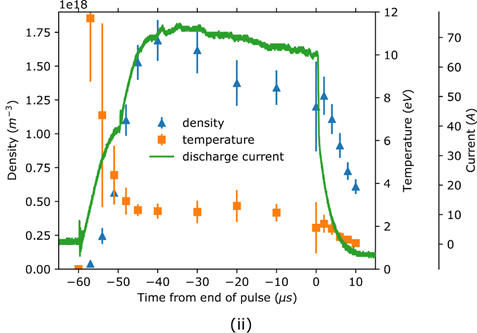 1e18
1.75
1.50
1.25
1.00
0.75
0.50
0.25
0.00
Density (m⁻³)
density
temperature
discharge current
12
10
8
6
4
2
0
Temperature (eV)
70
60
50
40
30
20
10
0
Current (A)
−60 −50 −40 −30 −20 −10 0 10
Time from end of pulse (μs)
(ii)